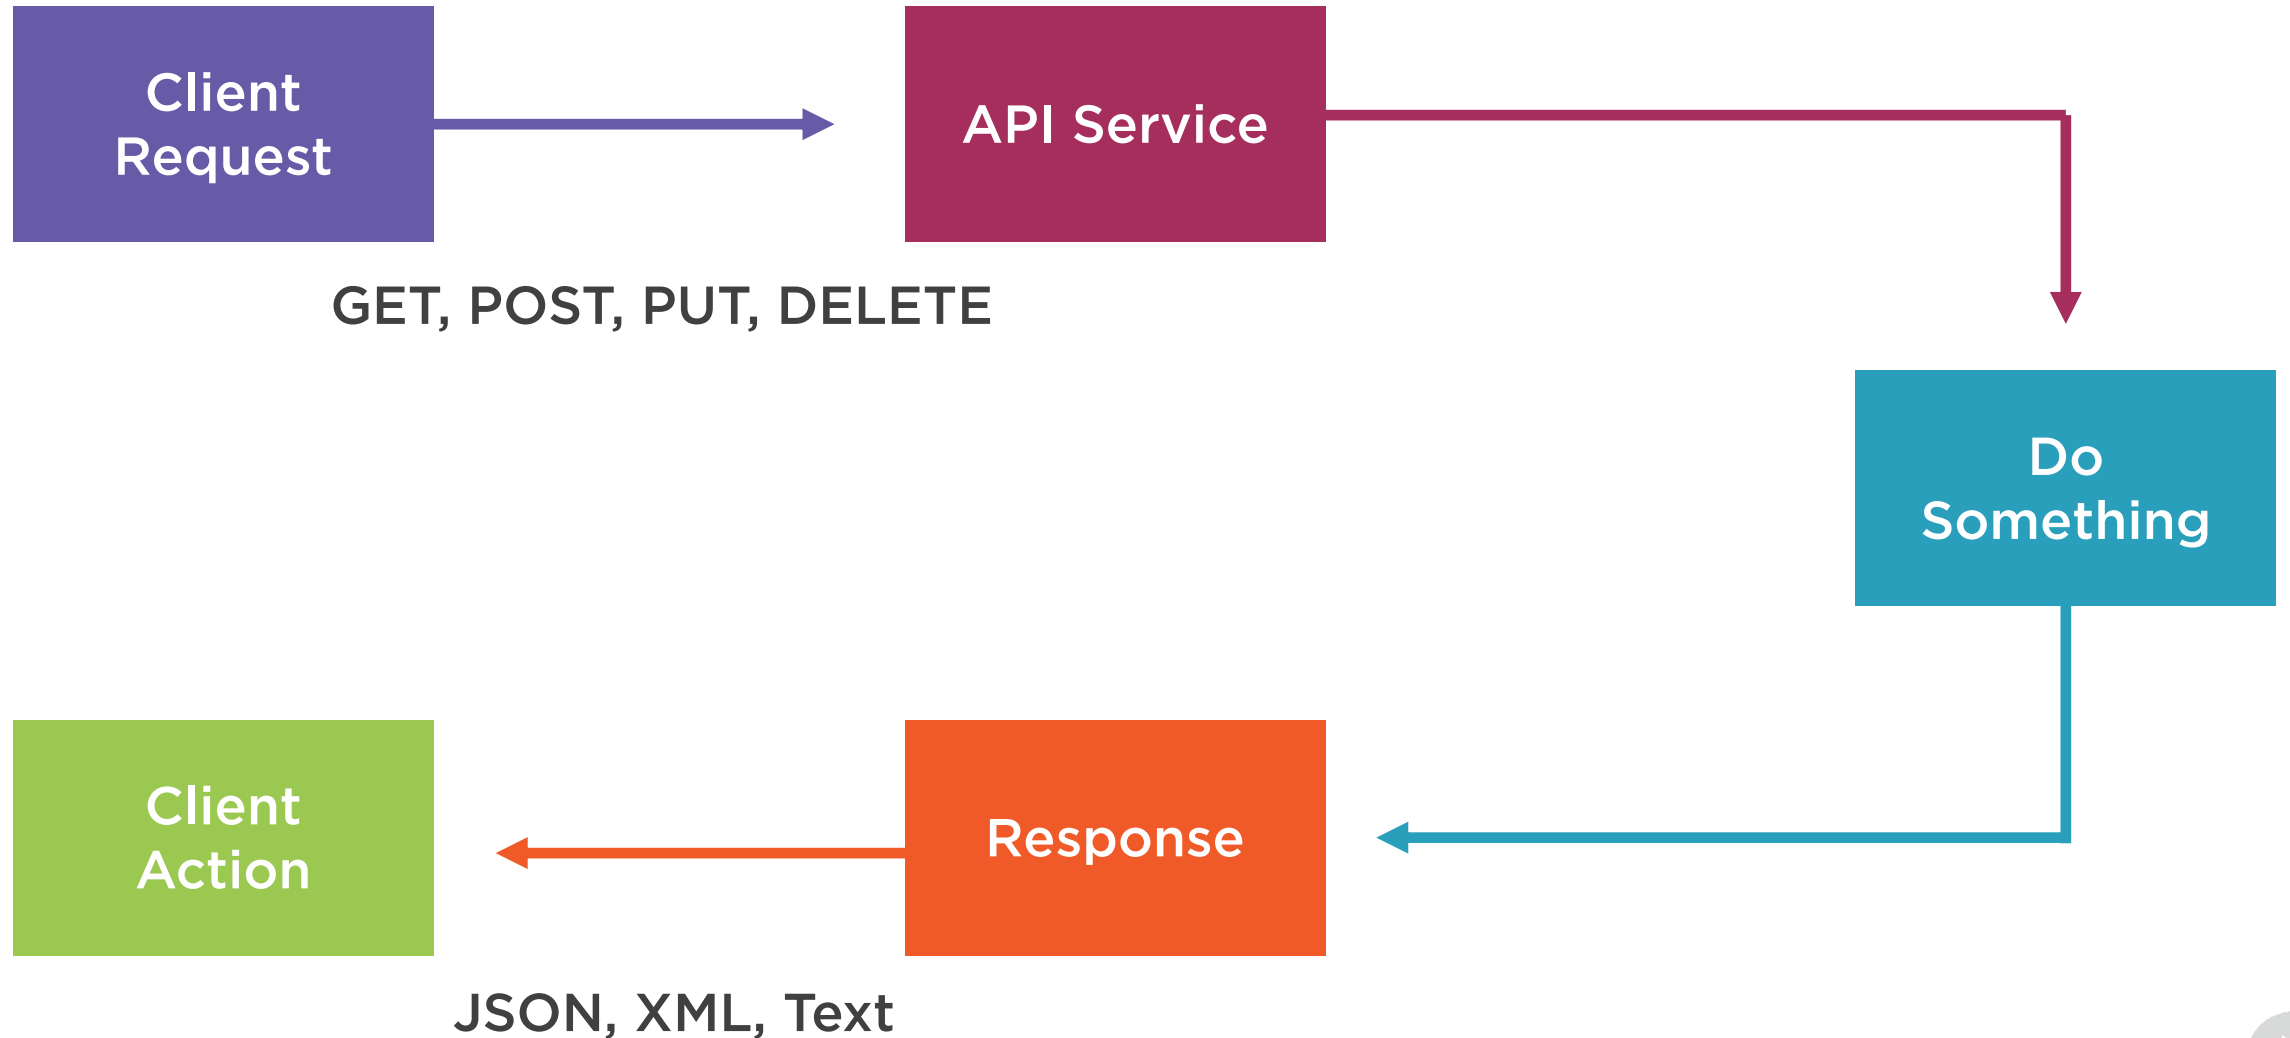 Client
Request
API Service
GET, POST, PUT, DELETE
Do
Something
Client
Action
Response
JSON, XML, Text